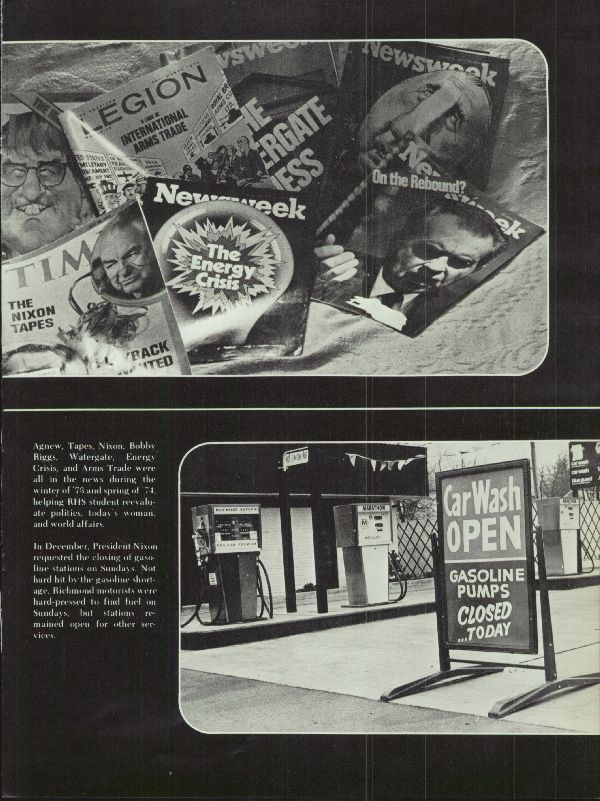 Newsweek
Newsweek
LEGION
A LOOK AT
INTERNATIONAL
ARMS TRADE
On the Rebound?
Newsweek
The
Energy
Crisis
TIM
THE
NIXON
TAPES
Agnew, Tapes, Nixon, Bobby
Riggs, Watergate, Energy
Crisis, and Arms Trade were
all in the news during the
winter of '73 and spring of '74,
helping RHS student reevalu-
ate politics, today's woman,
and world affairs.
In December, President Nixon
requested the closing of gaso-
line stations on Sundays. Not
hard hit by the gasoline short-
age, Richmond motorists were
hard-pressed to find fuel on
Sundays, but stations re-
mained open for other ser-
vices.
MARATHON
Car Wash
OPEN
GASOLINE
PUMPS
CLOSED
...TODAY